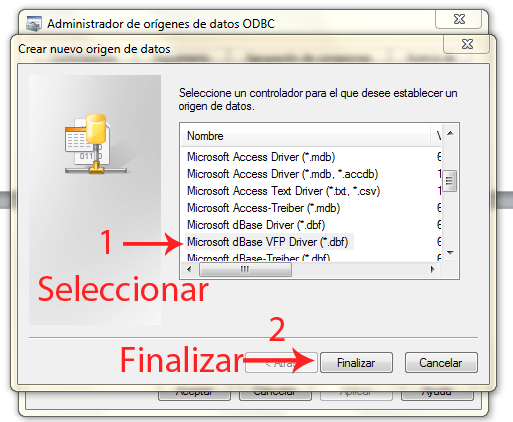 Administrador de orígenes de datos ODBC
Crear nuevo origen de datos
Seleccione un controlador para el que desee establecer un
origen de datos.
Nombre V
Microsoft Access Driver (*.mdb) 6
Microsoft Access Driver (*.mdb, *.accdb) 1
Microsoft Access Text Driver (*.txt, *.csv) 1
Microsoft Access-Treiber (*.mdb) 6
Microsoft dBase Driver (*.dbf) 6
1
Microsoft dBase VFP Driver (*.dbf) 6
Microsoft dBase-Treiber (*.dbf) 6
Seleccionar
2
Finalizar
< Atrás Finalizar Cancelar
Aceptar Cancelar Aplicar Ayuda